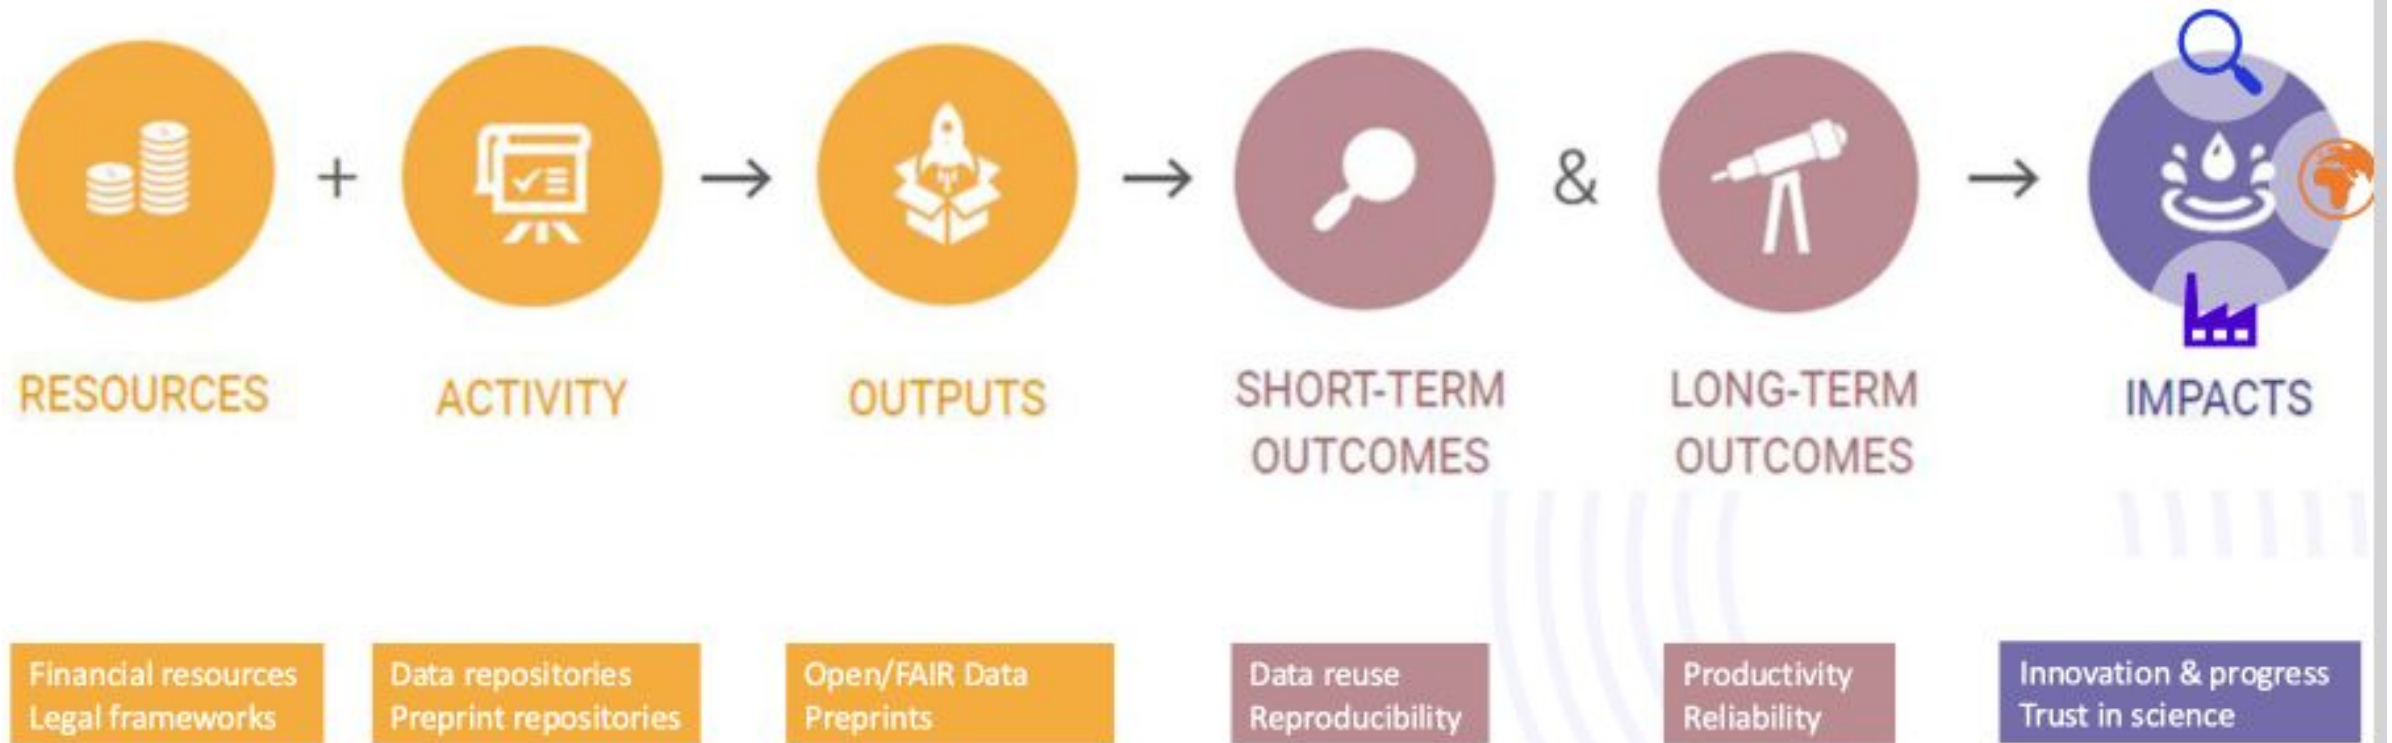 +
&
RESOURCES
ACTIVITY
OUTPUTS
SHORT-TERM
OUTCOMES
LONG-TERM
OUTCOMES
IMPACTS
Financial resources
Legal frameworks
Data repositories
Preprint repositories
Open/FAIR Data
Preprints
Data reuse
Reproducibility
Productivity
Reliability
Innovation & progress
Trust in science